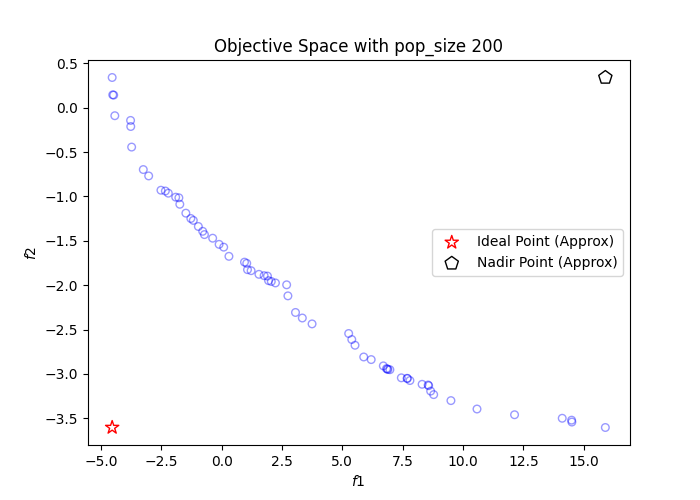 Objective Space with pop_size 200
0.5
0.0
−0.5
−1.0
−1.5
−2.0
−2.5
−3.0
−3.5
f2
Ideal Point (Approx)
Nadir Point (Approx)
−5.0 −2.5 0.0 2.5 5.0 7.5 10.0 12.5 15.0
f1